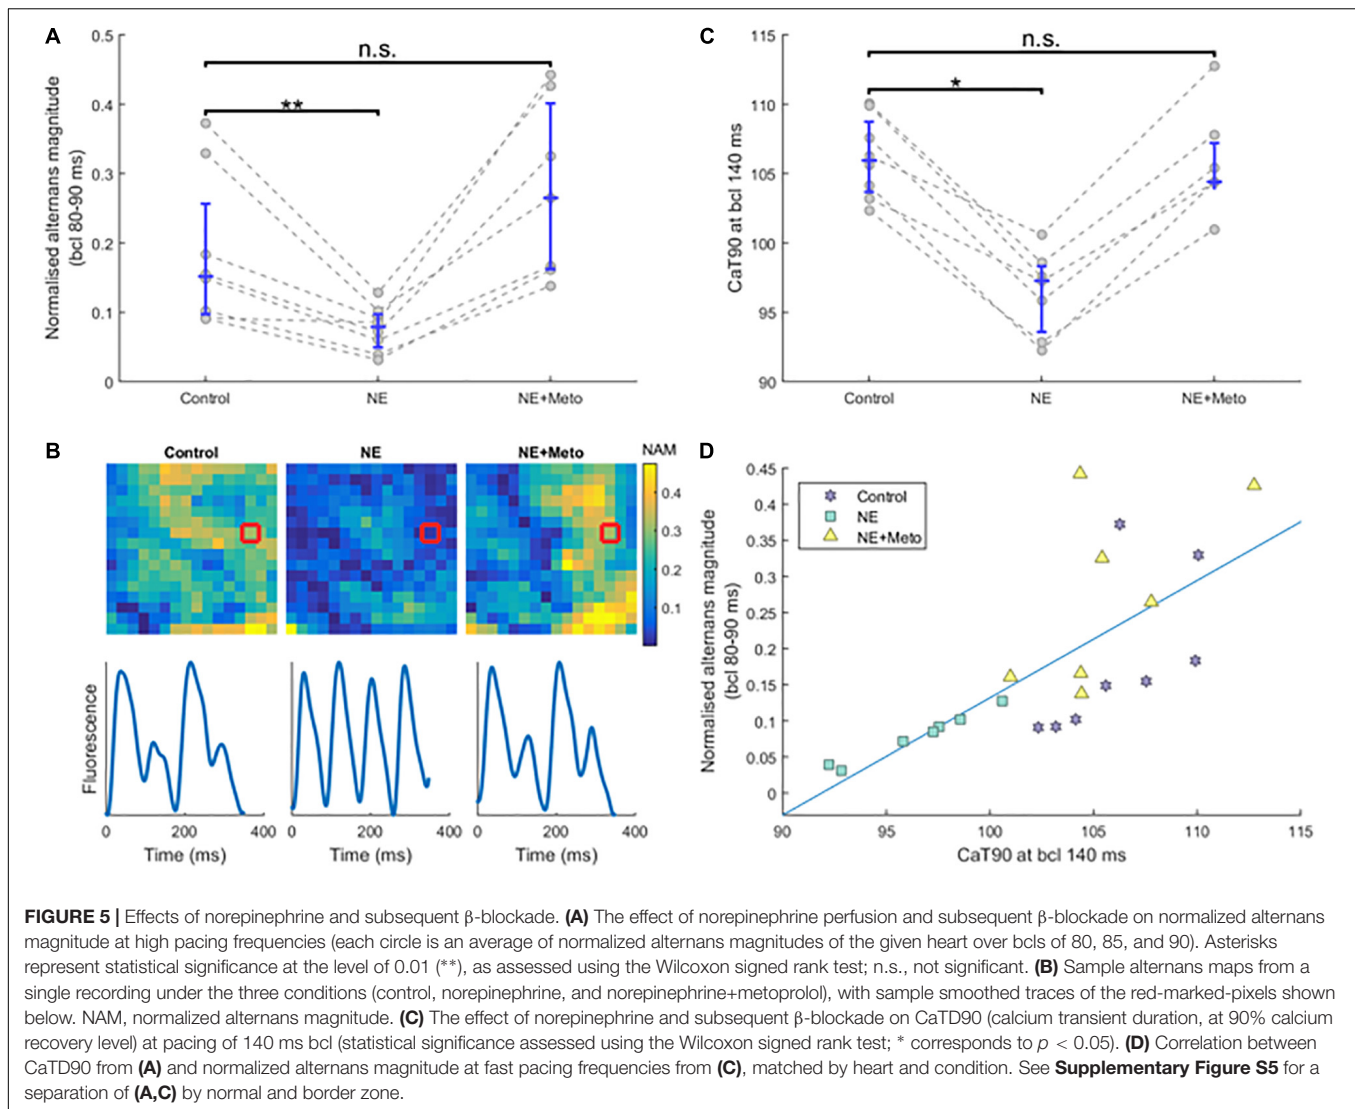 A
Normalised alternans magnitude
(bcl 80-90 ms)
0.5
0.4
0.3
0.2
0.1
0
n.s.
**
Control
NE
NE+Meto
C
CaT90 at bcl 140 ms
115
110
105
100
95
90
n.s.
*
Control
NE
NE+Meto
B
Control
NE
NE+Meto
NAM
0.4
0.3
0.2
0.1
Fluorescence
0 200 400
0 200 400
0 200 400
Time (ms)
Time (ms)
Time (ms)
D
Normalised alternans magnitude
(bcl 80-90 ms)
0.45
0.4
0.35
0.3
0.25
0.2
0.15
0.1
0.05
0
Control
NE
NE+Meto
90 95 100 105 110 115
CaT90 at bcl 140 ms
FIGURE 5 | Effects of norepinephrine and subsequent β-blockade. (A) The effect of norepinephrine perfusion and subsequent β-blockade on normalized alternans
magnitude at high pacing frequencies (each circle is an average of normalized alternans magnitudes of the given heart over bcls of 80, 85, and 90). Asterisks
represent statistical significance at the level of 0.01 (**), as assessed using the Wilcoxon signed rank test; n.s., not significant. (B) Sample alternans maps from a
single recording under the three conditions (control, norepinephrine, and norepinephrine+metoprolol), with sample smoothed traces of the red-marked-pixels shown
below. NAM, normalized alternans magnitude. (C) The effect of norepinephrine and subsequent β-blockade on CaTD90 (calcium transient duration, at 90% calcium
recovery level) at pacing of 140 ms bcl (statistical significance assessed using the Wilcoxon signed rank test; * corresponds to p < 0.05). (D) Correlation between
CaTD90 from (A) and normalized alternans magnitude at fast pacing frequencies from (C), matched by heart and condition. See Supplementary Figure S5 for a
separation of (A,C) by normal and border zone.